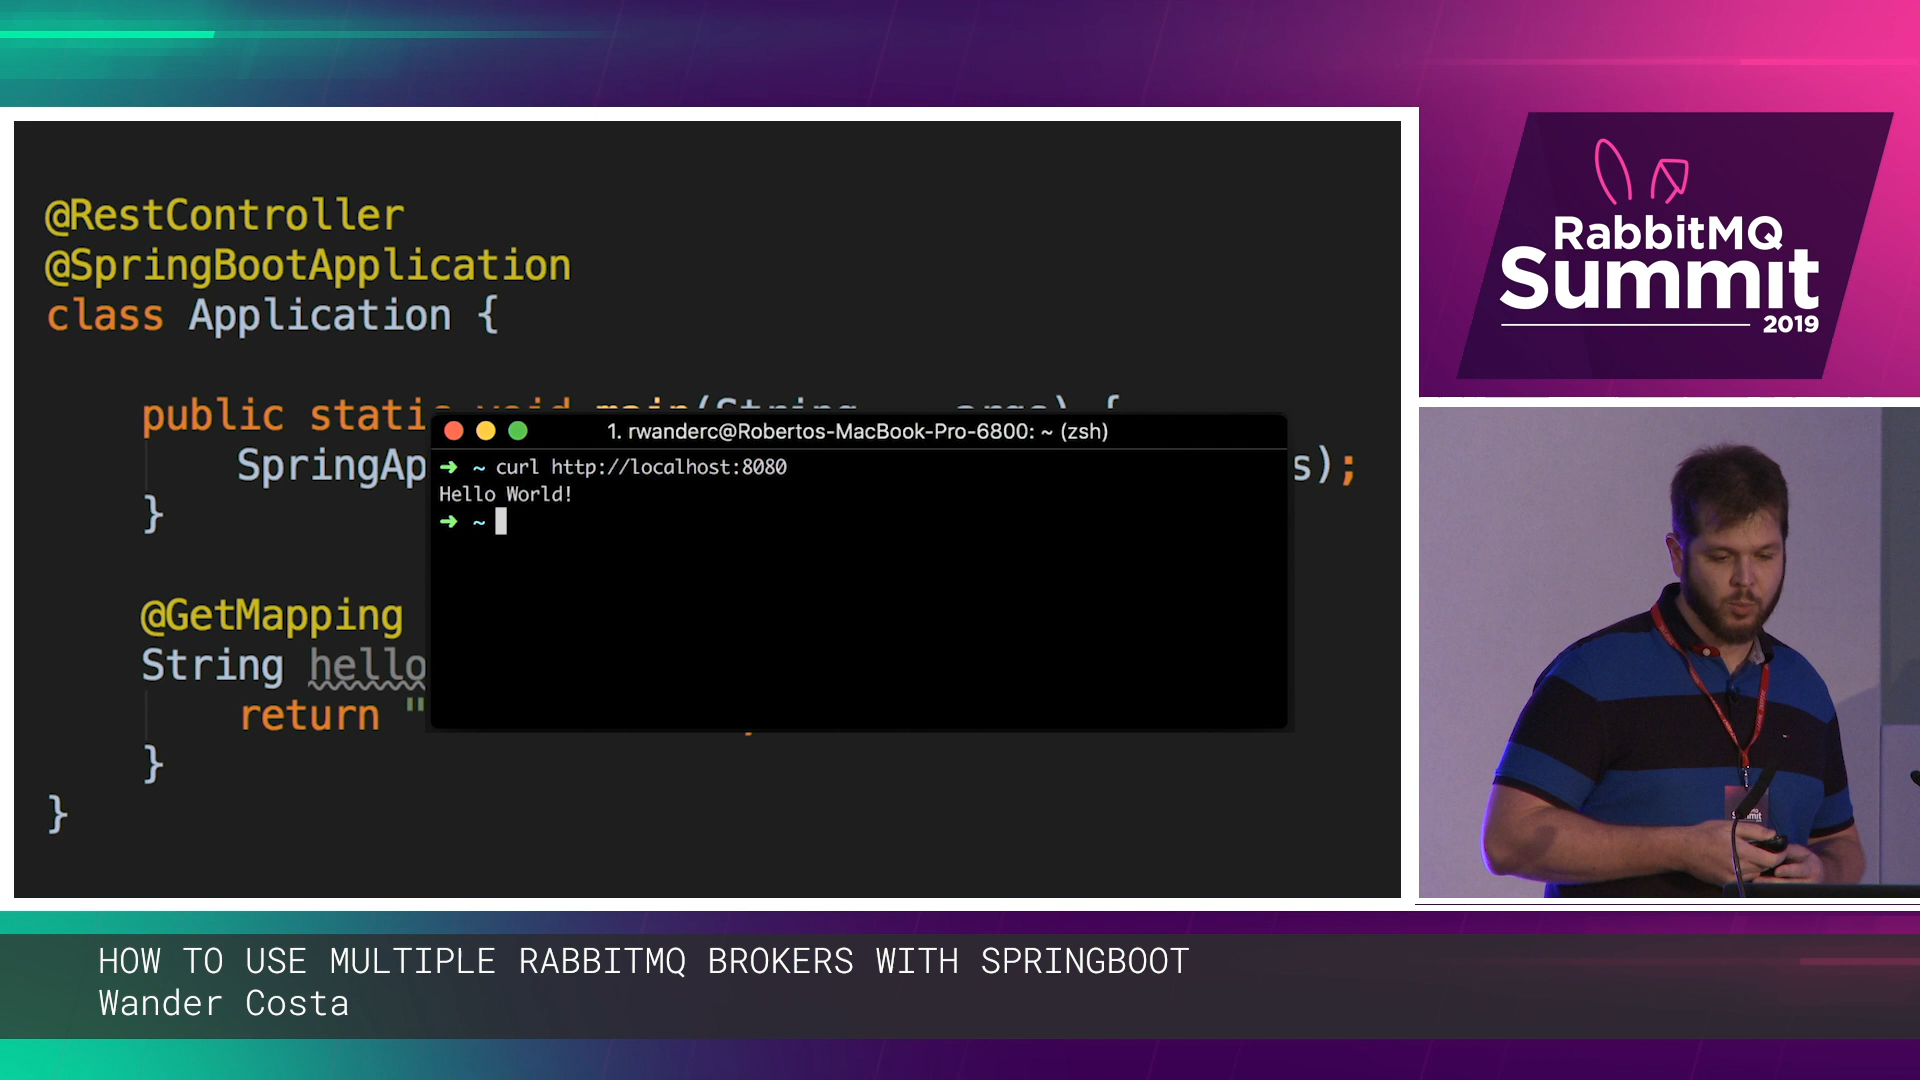 @RestController
@SpringBootApplication
class Application {
public stati
SpringAp s);
}
@GetMapping
String hello
return "
}
}
1. rwanderc@Robertos-MacBook-Pro-6800: ~ (zsh)
➜ ~ curl http://localhost:8080
Hello World!
➜ ~
RabbitMQ
Summit
2019
Summit
HOW TO USE MULTIPLE RABBITMQ BROKERS WITH SPRINGBOOT
Wander Costa